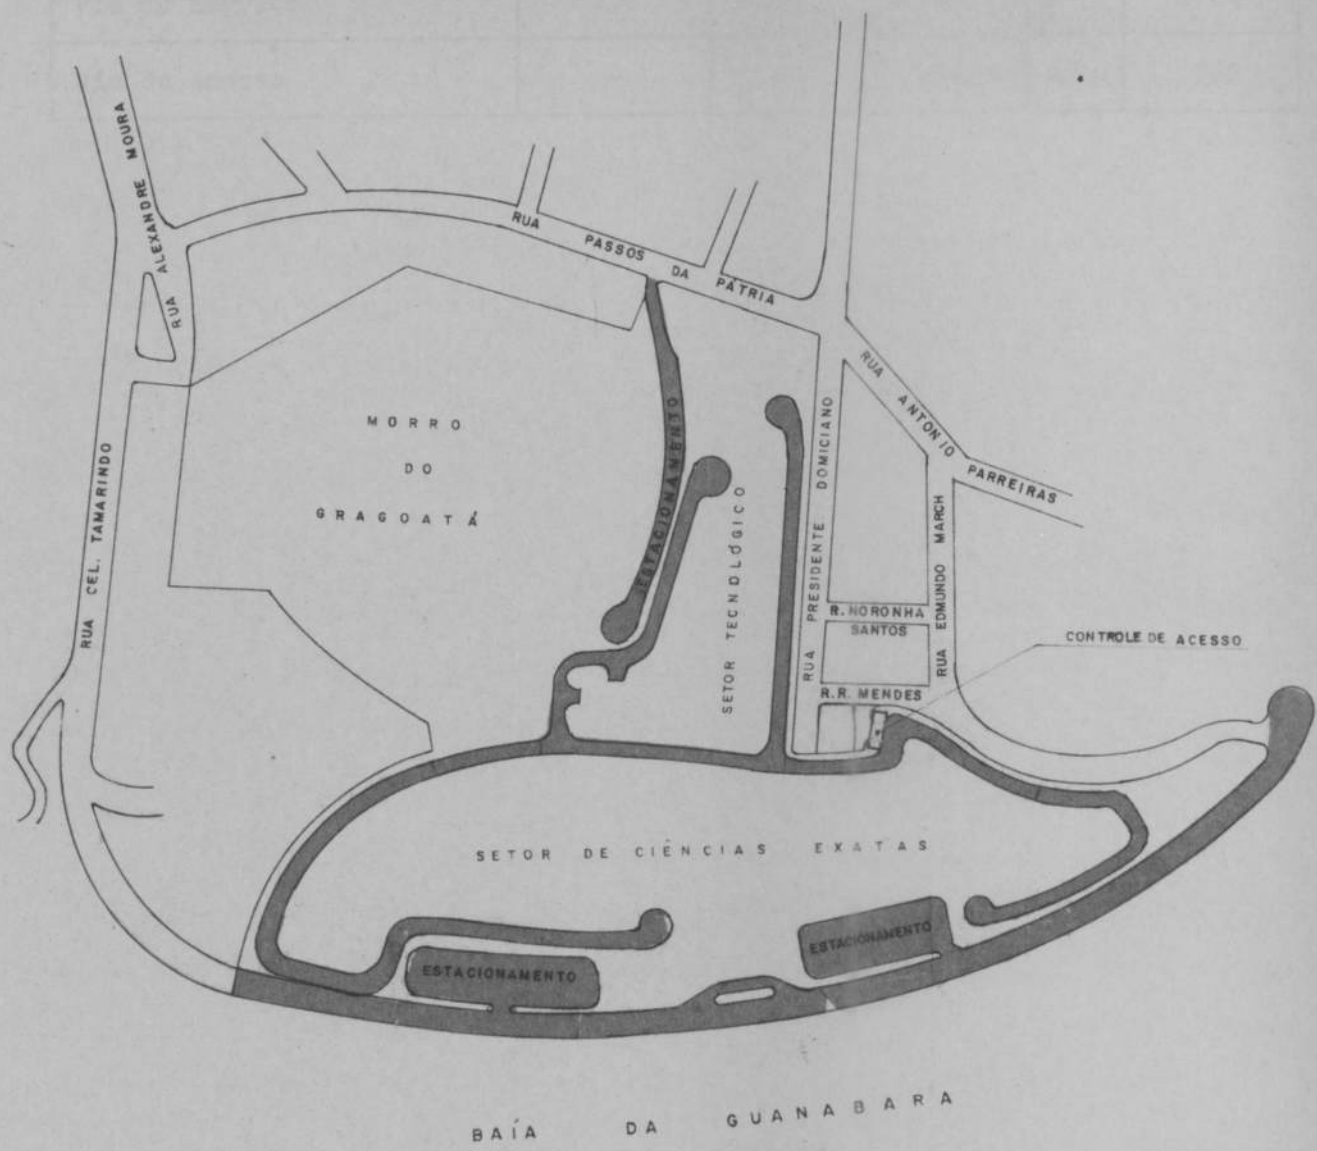 RUA ALEXANDRE MOURA
RUA PASSOS DA PÁTRIA
RUA ANTONIO PARREIRAS
MORRO
DO
GRAGOATÁ
RUA CEL. TAMARINDO
ESTACIONAMENTO
SETOR TECNOLÓGICO
RUA PRESIDENTE DOMICIANO
RUA EDMUNDO MARCH
R. NORONHA
SANTOS
R.R. MENDES
CONTROLE DE ACESSO
SETOR DE CIÊNCIAS EXATAS
ESTACIONAMENTO
ESTACIONAMENTO
BAÍA DA GUANABARA